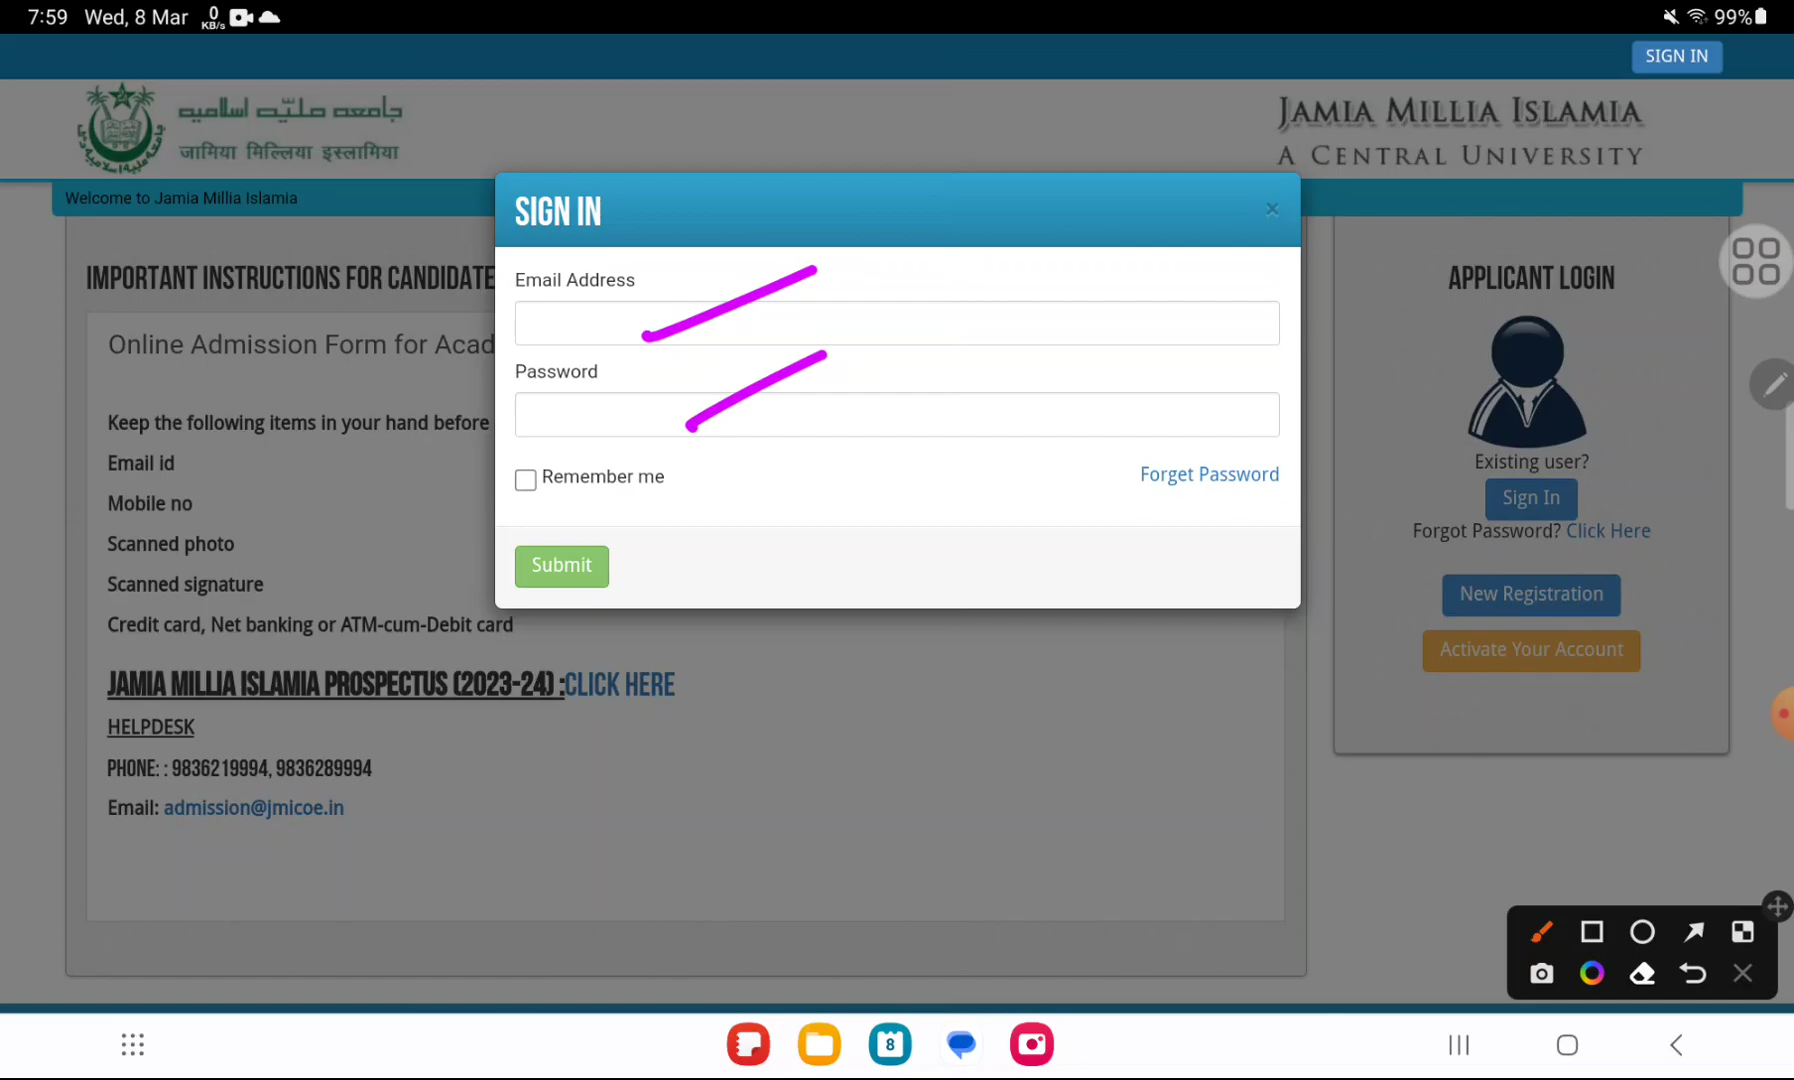 7:59 Wed, 8 Mar 0 KB/s 99%
SIGN IN
جامعہ ملیّہ اسلامیہ
जामिया मिल्लिया इस्लामिया
JAMIA MILLIA ISLAMIA
A CENTRAL UNIVERSITY
Welcome to Jamia Millia Islamia
SIGN IN
×
Email Address
Password
Remember me
Forget Password
Submit
IMPORTANT INSTRUCTIONS FOR CANDIDATE
Online Admission Form for Acad
Keep the following items in your hand before
Email id
Mobile no
Scanned photo
Scanned signature
Credit card, Net banking or ATM-cum-Debit card
JAMIA MILLIA ISLAMIA PROSPECTUS (2023-24) :CLICK HERE
HELPDESK
PHONE: : 9836219994, 9836289994
Email: admission@jmicoe.in
APPLICANT LOGIN
Existing user?
Sign In
Forgot Password? Click Here
New Registration
Activate Your Account
8